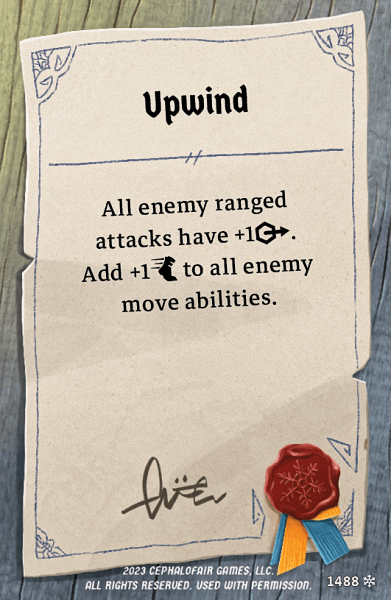 Upwind
All enemy ranged
attacks have +1.
Add +1 to all enemy
move abilities.
2023 CEPHALOFAIR GAMES, LLC.
ALL RIGHTS RESERVED. USED WITH PERMISSION.
1488